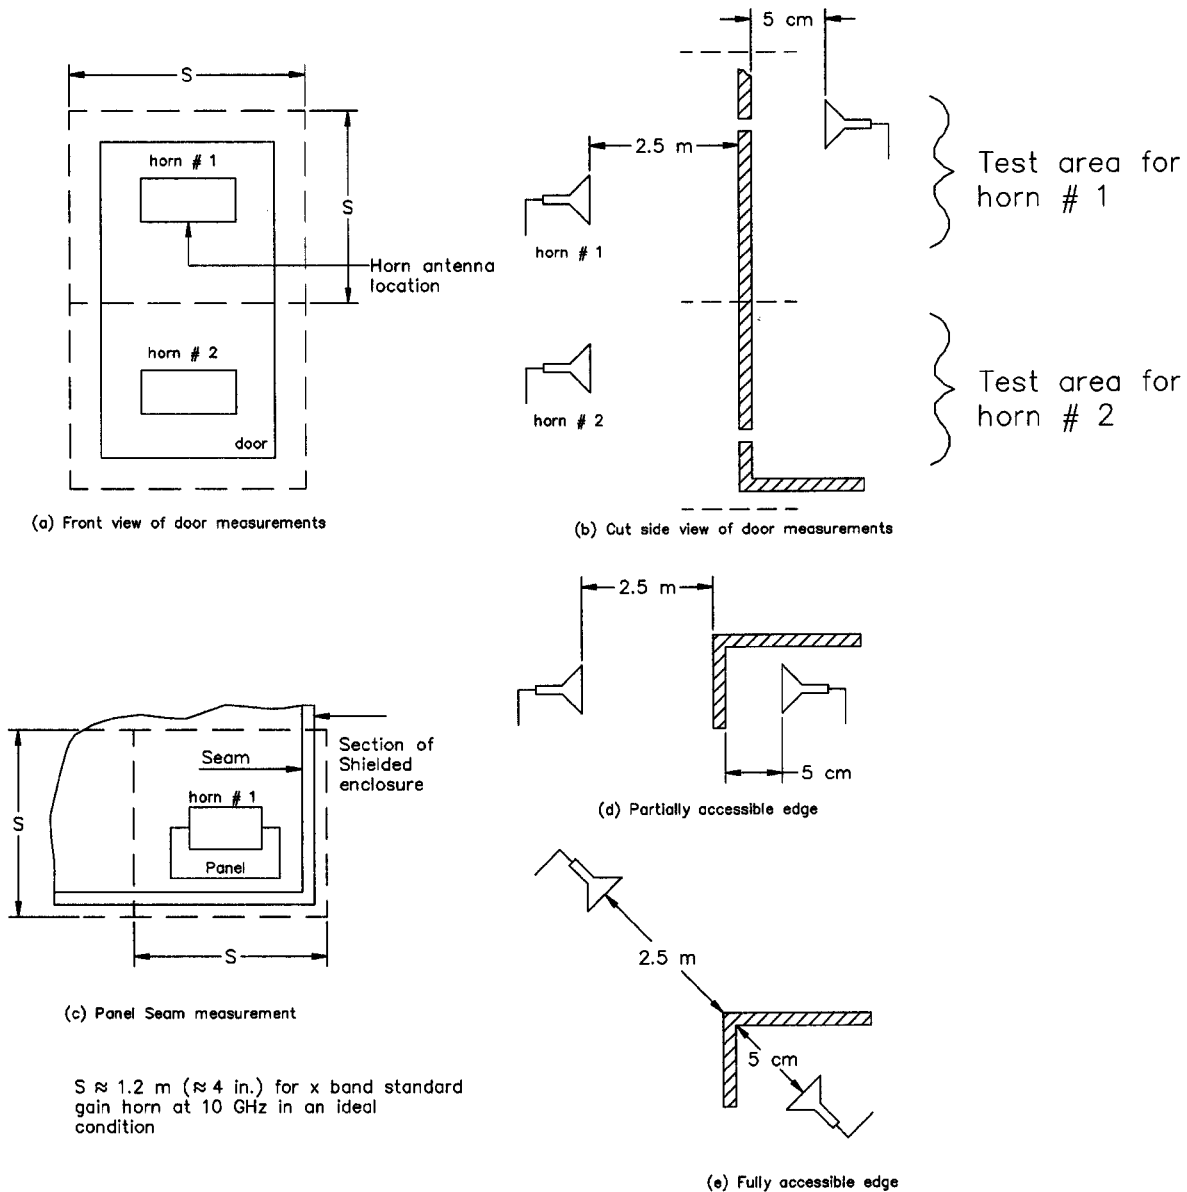 S
horn # 1
S
Horn antenna
location
horn # 2
door
(a) Front view of door measurements
5 cm
2.5 m
horn # 1
Test area for
horn # 1
horn # 2
Test area for
horn # 2
(b) Cut side view of door measurements
Section of
Shielded
enclosure
Seam
horn # 1
S
Panel
S
(c) Panel Seam measurement
S ≈ 1.2 m (≈ 4 in.) for x band standard
gain horn at 10 GHz in an ideal
condition
2.5 m
5 cm
(d) Partially accessible edge
2.5 m
5 cm
(e) Fully accessible edge